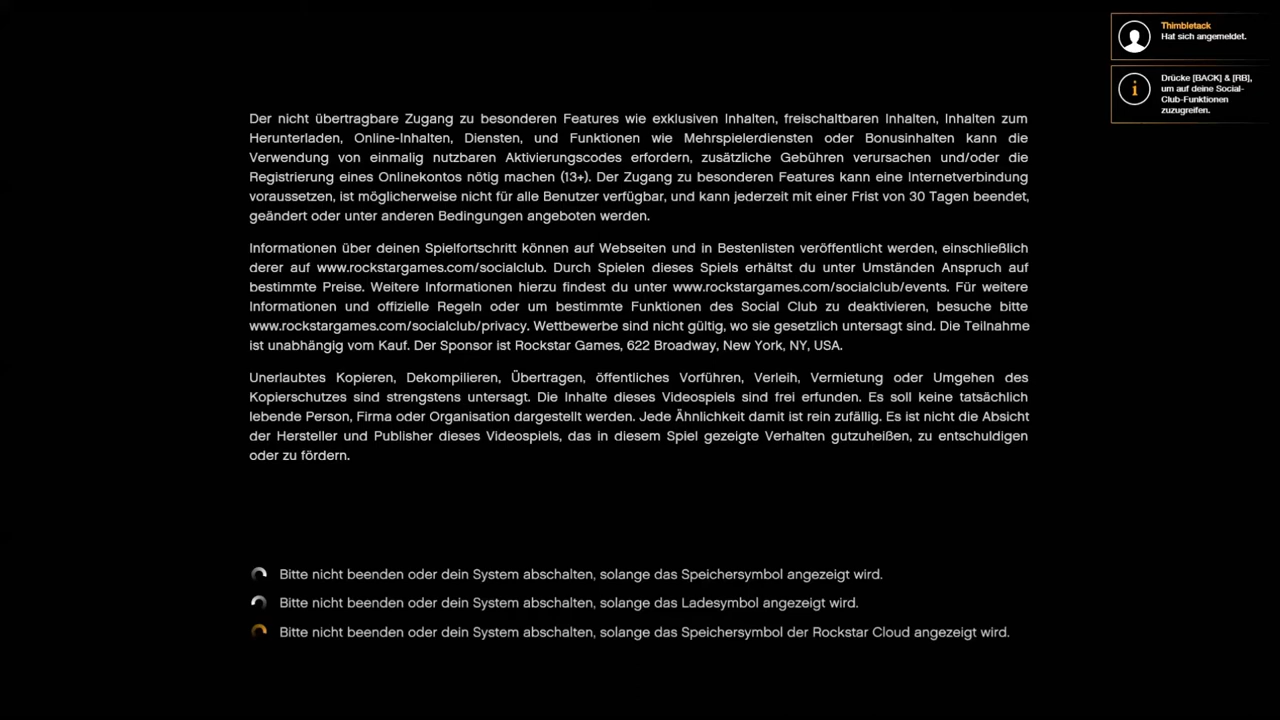 Thimbletack
Hat sich angemeldet.
Drücke [BACK] & [RB],
um auf deine Social-
Club-Funktionen
zuzugreifen.
Der nicht übertragbare Zugang zu besonderen Features wie exklusiven Inhalten, freischaltbaren Inhalten, Inhalten zum
Herunterladen, Online-Inhalten, Diensten, und Funktionen wie Mehrspielerdiensten oder Bonusinhalten kann die
Verwendung von einmalig nutzbaren Aktivierungscodes erfordern, zusätzliche Gebühren verursachen und/oder die
Registrierung eines Onlinekontos nötig machen (13+). Der Zugang zu besonderen Features kann eine Internetverbindung
voraussetzen, ist möglicherweise nicht für alle Benutzer verfügbar, und kann jederzeit mit einer Frist von 30 Tagen beendet,
geändert oder unter anderen Bedingungen angeboten werden.
Informationen über deinen Spielfortschritt können auf Webseiten und in Bestenlisten veröffentlicht werden, einschließlich
derer auf www.rockstargames.com/socialclub. Durch Spielen dieses Spiels erhältst du unter Umständen Anspruch auf
bestimmte Preise. Weitere Informationen hierzu findest du unter www.rockstargames.com/socialclub/events. Für weitere
Informationen und offizielle Regeln oder um bestimmte Funktionen des Social Club zu deaktivieren, besuche bitte
www.rockstargames.com/socialclub/privacy. Wettbewerbe sind nicht gültig, wo sie gesetzlich untersagt sind. Die Teilnahme
ist unabhängig vom Kauf. Der Sponsor ist Rockstar Games, 622 Broadway, New York, NY, USA.
Unerlaubtes Kopieren, Dekompilieren, Übertragen, öffentliches Vorführen, Verleih, Vermietung oder Umgehen des
Kopierschutzes sind strengstens untersagt. Die Inhalte dieses Videospiels sind frei erfunden. Es soll keine tatsächlich
lebende Person, Firma oder Organisation dargestellt werden. Jede Ähnlichkeit damit ist rein zufällig. Es ist nicht die Absicht
der Hersteller und Publisher dieses Videospiels, das in diesem Spiel gezeigte Verhalten gutzuheißen, zu entschuldigen
oder zu fördern.
Bitte nicht beenden oder dein System abschalten, solange das Speichersymbol angezeigt wird.
Bitte nicht beenden oder dein System abschalten, solange das Ladesymbol angezeigt wird.
Bitte nicht beenden oder dein System abschalten, solange das Speichersymbol der Rockstar Cloud angezeigt wird.